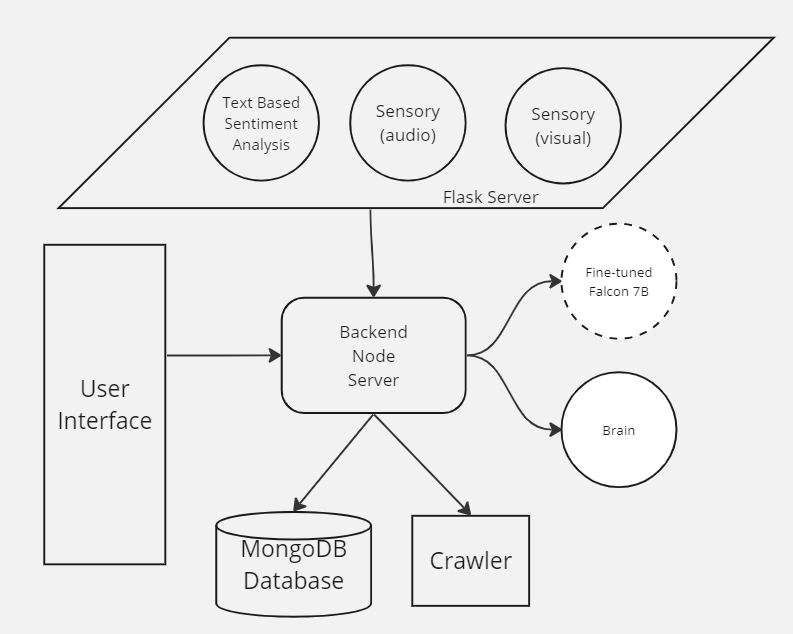 Text Based
Sentiment
Analysis
Sensory
(audio)
Sensory
(visual)
Flask Server
Fine-tuned
Falcon 7B
Backend
Node
Server
User
Interface
Brain
MongoDB
Database
Crawler